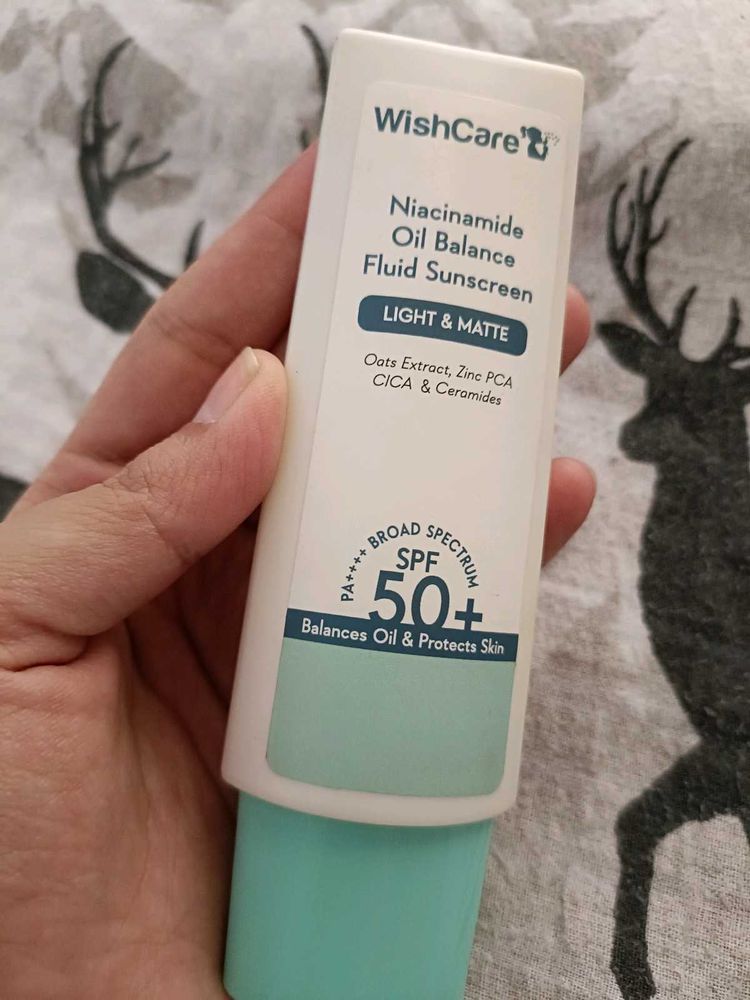 WishCare
Niacinamide
Oil Balance
Fluid Sunscreen
LIGHT & MATTE
Oats Extract, Zinc PCA
CICA & Ceramides
PA++++ BROAD SPECTRUM
SPF
50+
Balances Oil & Protects Skin